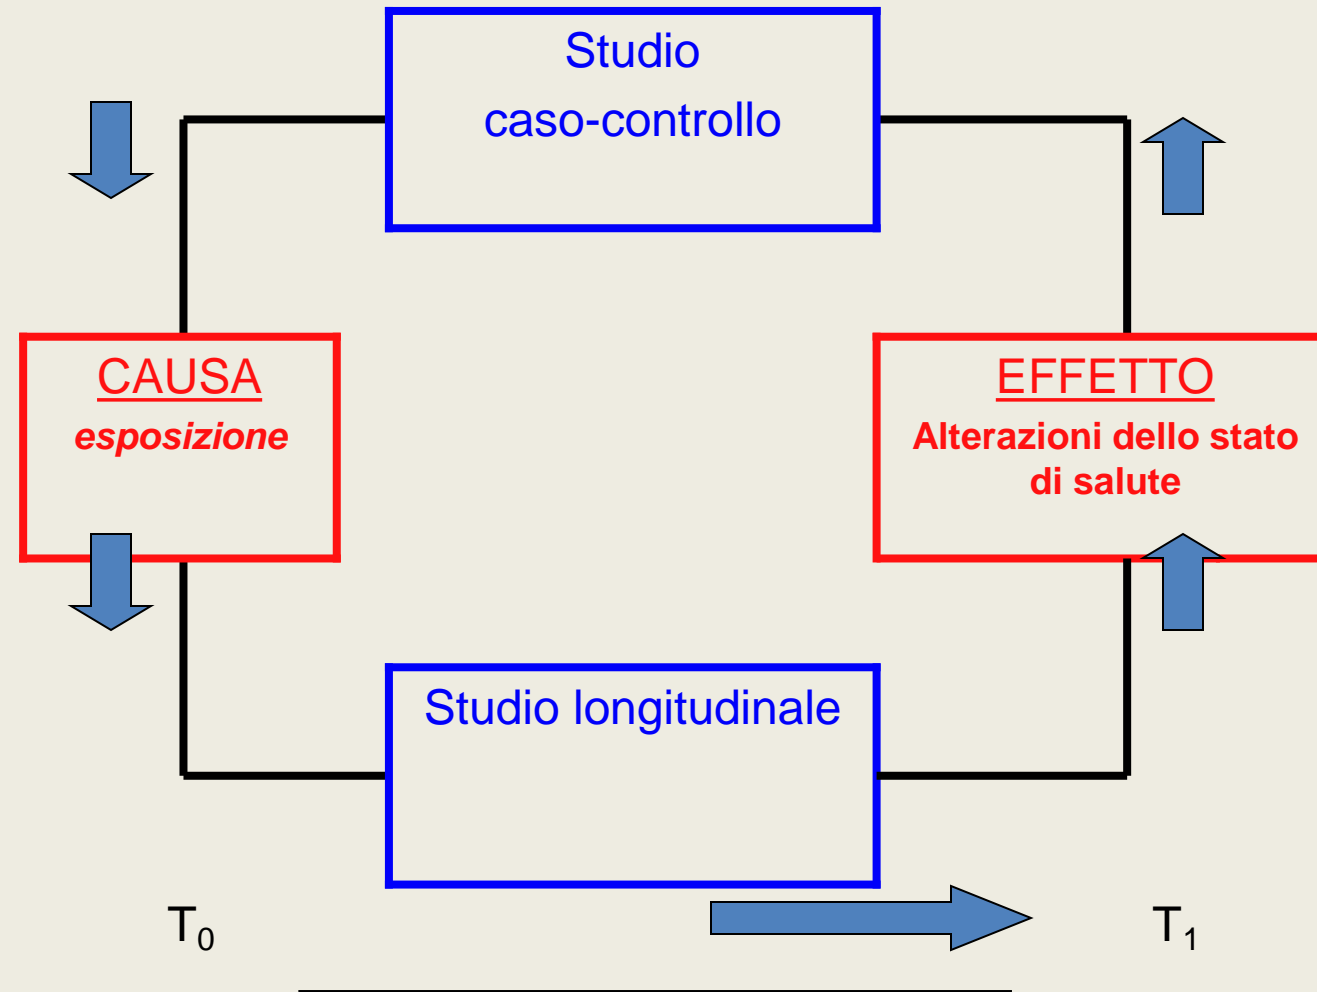 Studio
caso-controllo
CAUSA
esposizione
EFFETTO
Alterazioni dello stato
di salute
Studio longitudinale
T0
T1